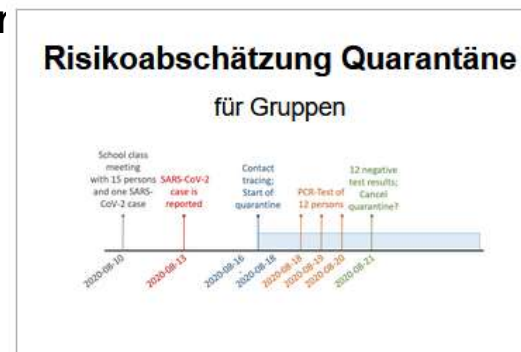 Risikoabschätzung Quarantäne
für Gruppen
School class
meeting
with 15 persons
and one SARS-
CoV-2 case
SARS-CoV-2
case is
reported
Contact
tracing;
Start of
quarantine
PCR-Test of
12 persons
12 negative
test results;
Cancel
quarantine?
2020-08-10
2020-08-13
2020-08-16
2020-08-18
2020-08-18
2020-08-19
2020-08-20
2020-08-21